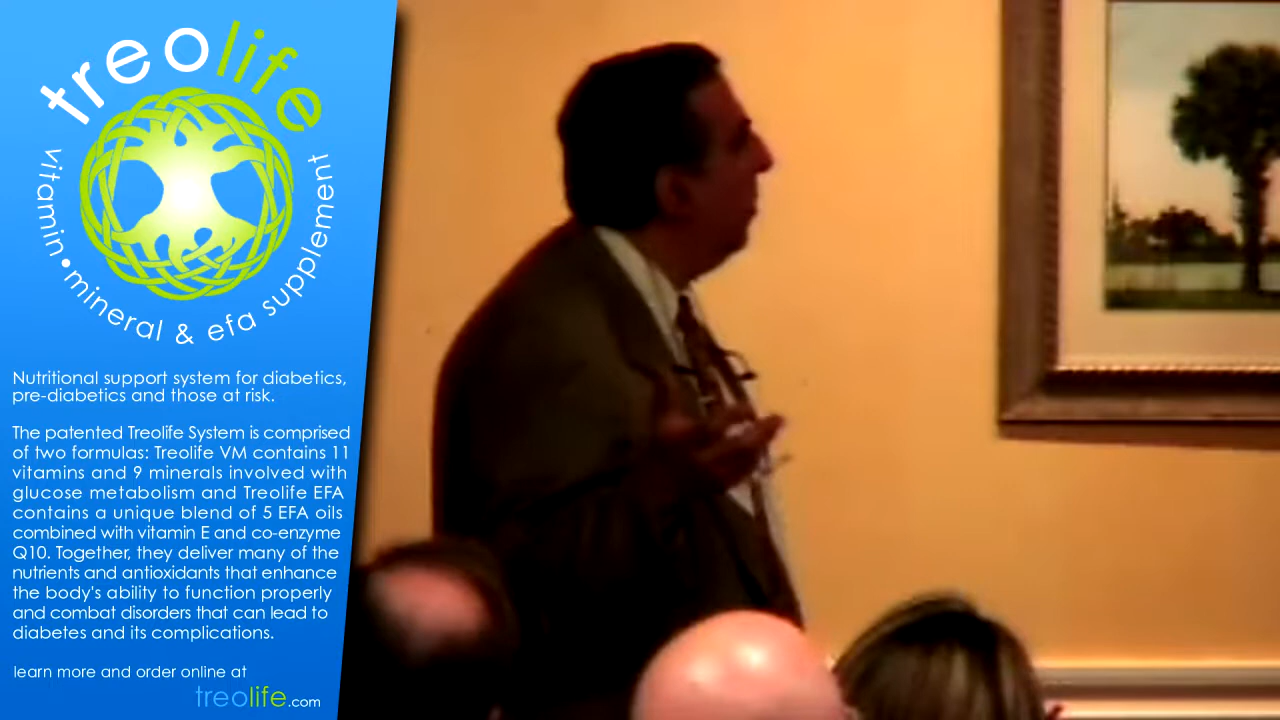 treolife
vitamin • mineral & efa supplement
Nutritional support system for diabetics,
pre-diabetics and those at risk.
The patented Treolife System is comprised
of two formulas: Treolife VM contains 11
vitamins and 9 minerals involved with
glucose metabolism and Treolife EFA
contains a unique blend of 5 EFA oils
combined with vitamin E and co-enzyme
Q10. Together, they deliver many of the
nutrients and antioxidants that enhance
the body's ability to function properly
and combat disorders that can lead to
diabetes and its complications.
learn more and order online at
treolife.com